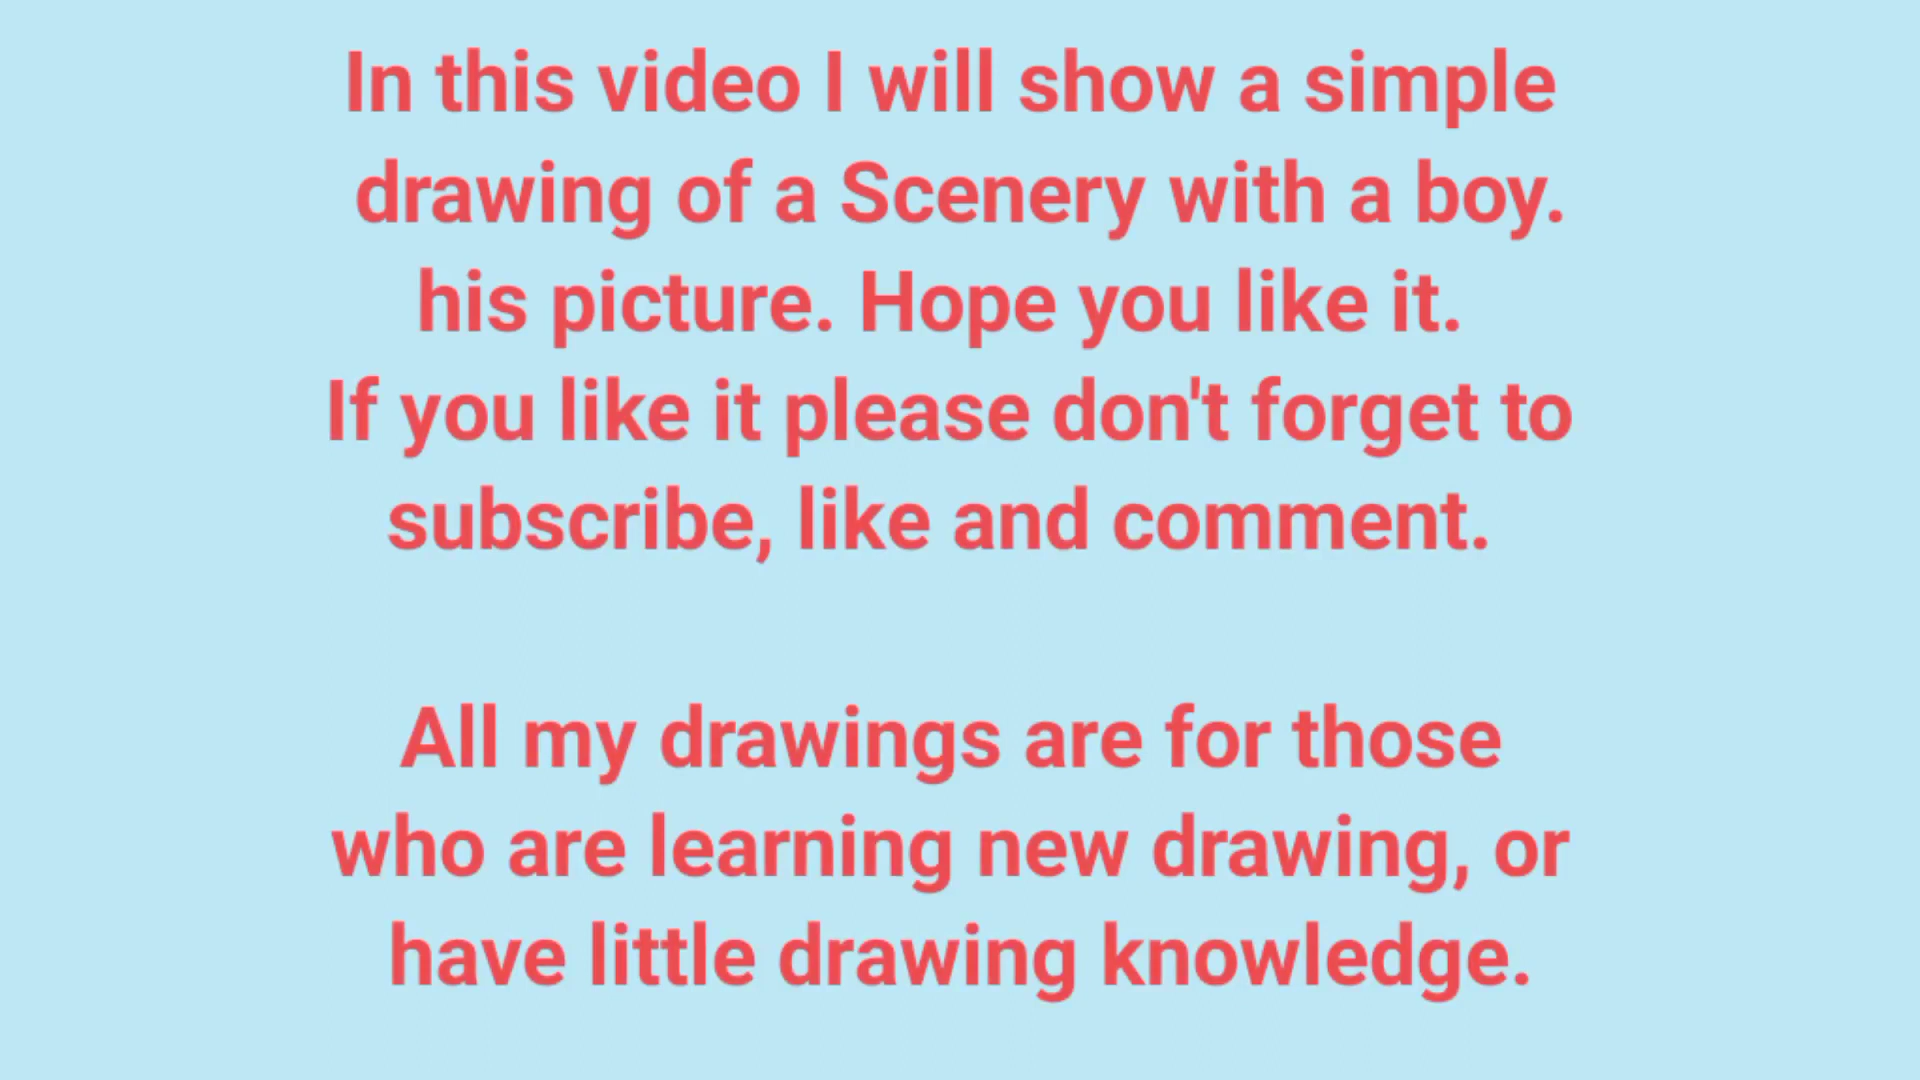 In this video I will show a simple
drawing of a Scenery with a boy.
his picture. Hope you like it.
If you like it please don't forget to
subscribe, like and comment.
All my drawings are for those
who are learning new drawing, or
have little drawing knowledge.